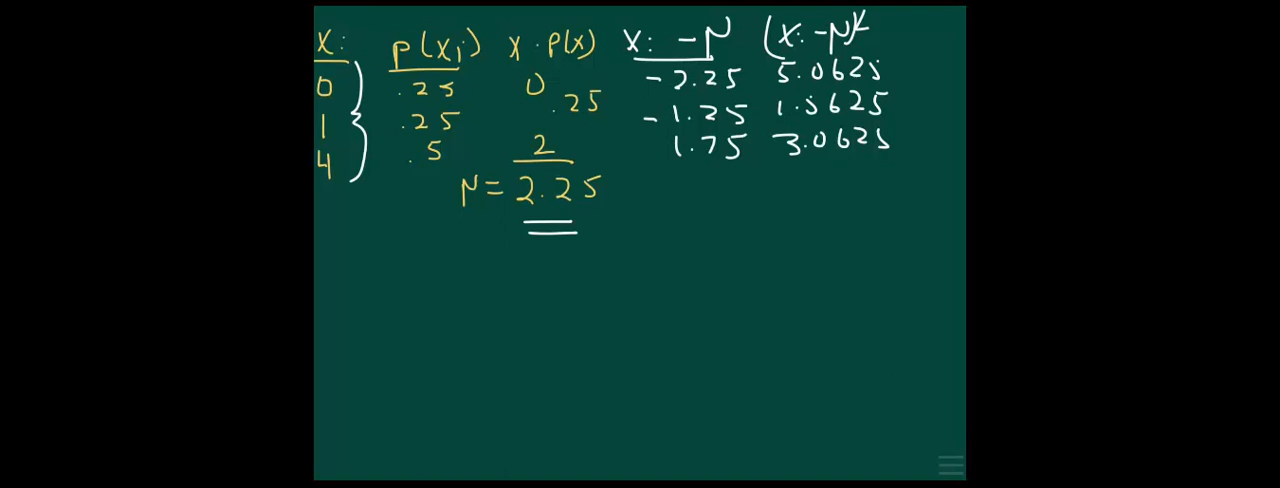 xi p(xi) x · p(x) xi - μ (xi - μ)²
0 .25 0 -2.25 5.0625
1 .25 .25 -1.25 1.5625
4 .5 2 1.75 3.0625
μ = 2.25